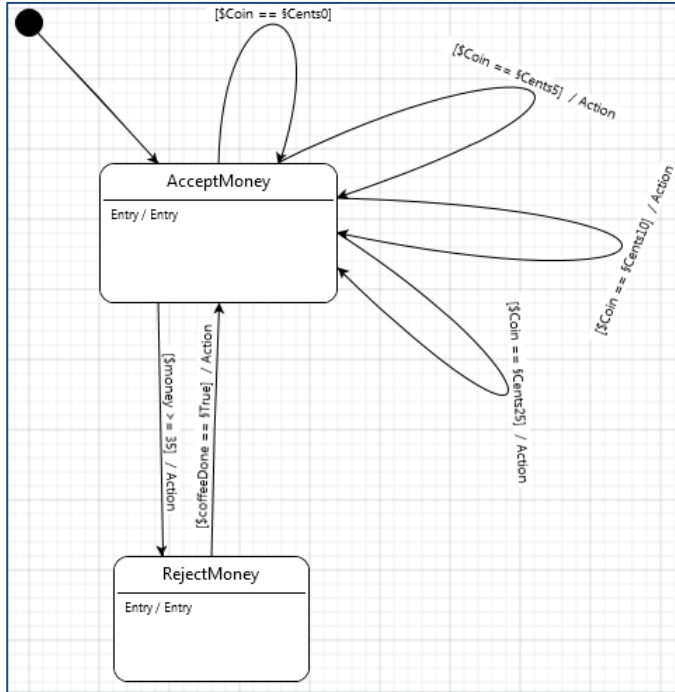 [$Coin == §Cents0]
[$Coin == §Cents5] / Action
AcceptMoney
Entry / Entry
[$Coin == §Cents10] / Action
[$Coin == §Cents25] / Action
[$money >= 35] / Action
[$coffeeDone == §True] / Action
RejectMoney
Entry / Entry